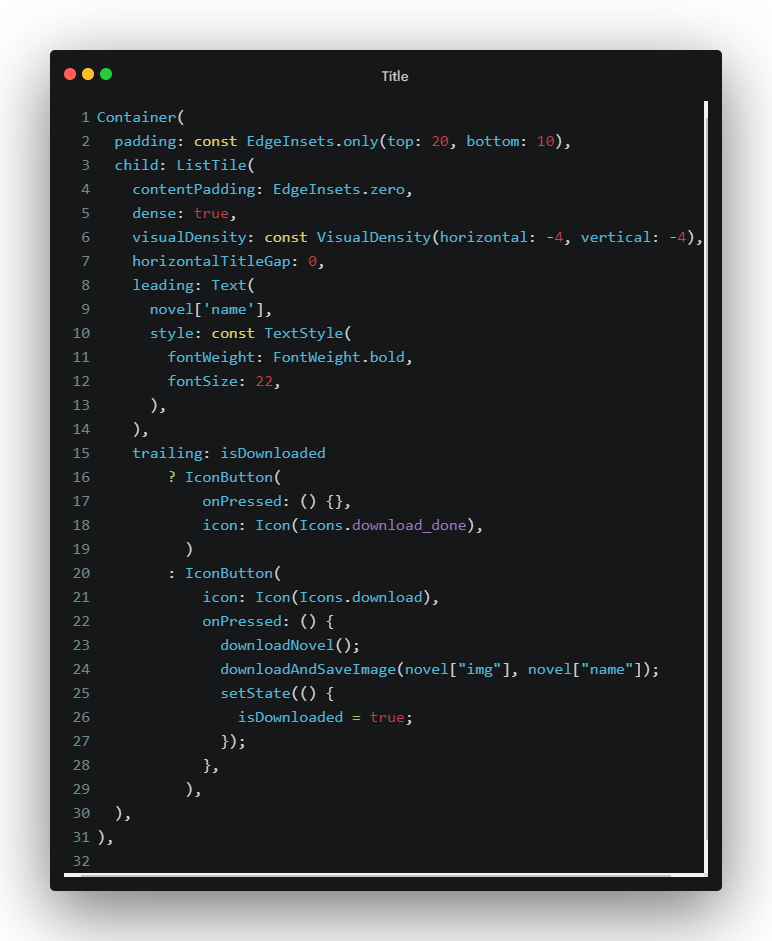 Title
1 Container(
2   padding: const EdgeInsets.only(top: 20, bottom: 10),
3   child: ListTile(
4     contentPadding: EdgeInsets.zero,
5     dense: true,
6     visualDensity: const VisualDensity(horizontal: -4, vertical: -4),
7     horizontalTitleGap: 0,
8     leading: Text(
9       novel['name'],
10       style: const TextStyle(
11         fontWeight: FontWeight.bold,
12         fontSize: 22,
13       ),
14     ),
15     trailing: isDownloaded
16         ? IconButton(
17             onPressed: () {},
18             icon: Icon(Icons.download_done),
19           )
20         : IconButton(
21             icon: Icon(Icons.download),
22             onPressed: () {
23               downloadNovel();
24               downloadAndSaveImage(novel["img"], novel["name"]);
25               setState(() {
26                 isDownloaded = true;
27               });
28             },
29           ),
30   ),
31 ),
32